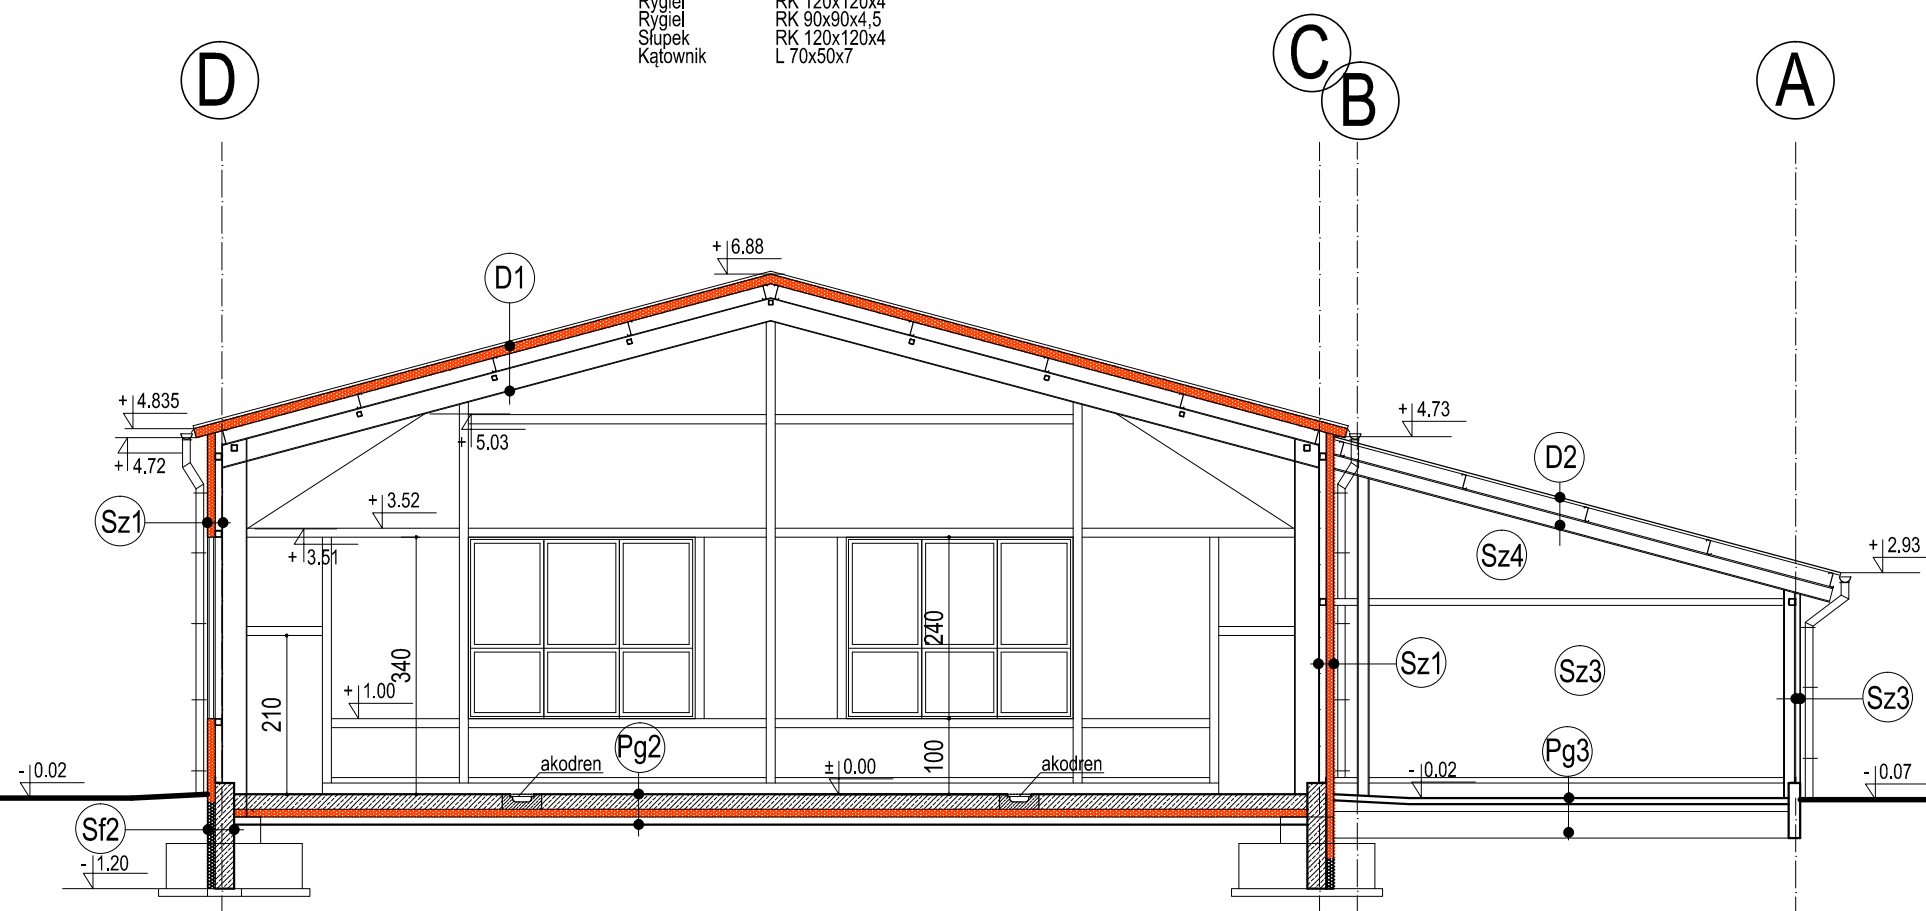 Rygiel RK 120x120x4
Rygiel RK 90x90x4,5
Słupek RK 120x120x4
Kątownik L 70x50x7
D
C
B
A
+ 6.88
D1
+ 4.835
+ 4.72
+ 5.03
+ 4.73
D2
Sz1
+ 3.52
+ 3.51
Sz4
+ 2.93
240
340
Sz1
Sz3
Sz3
+ 1.00
210
Pg2
100
Pg3
akodren
± 0.00
akodren
- 0.02
- 0.02
- 0.07
Sf2
- 1.20